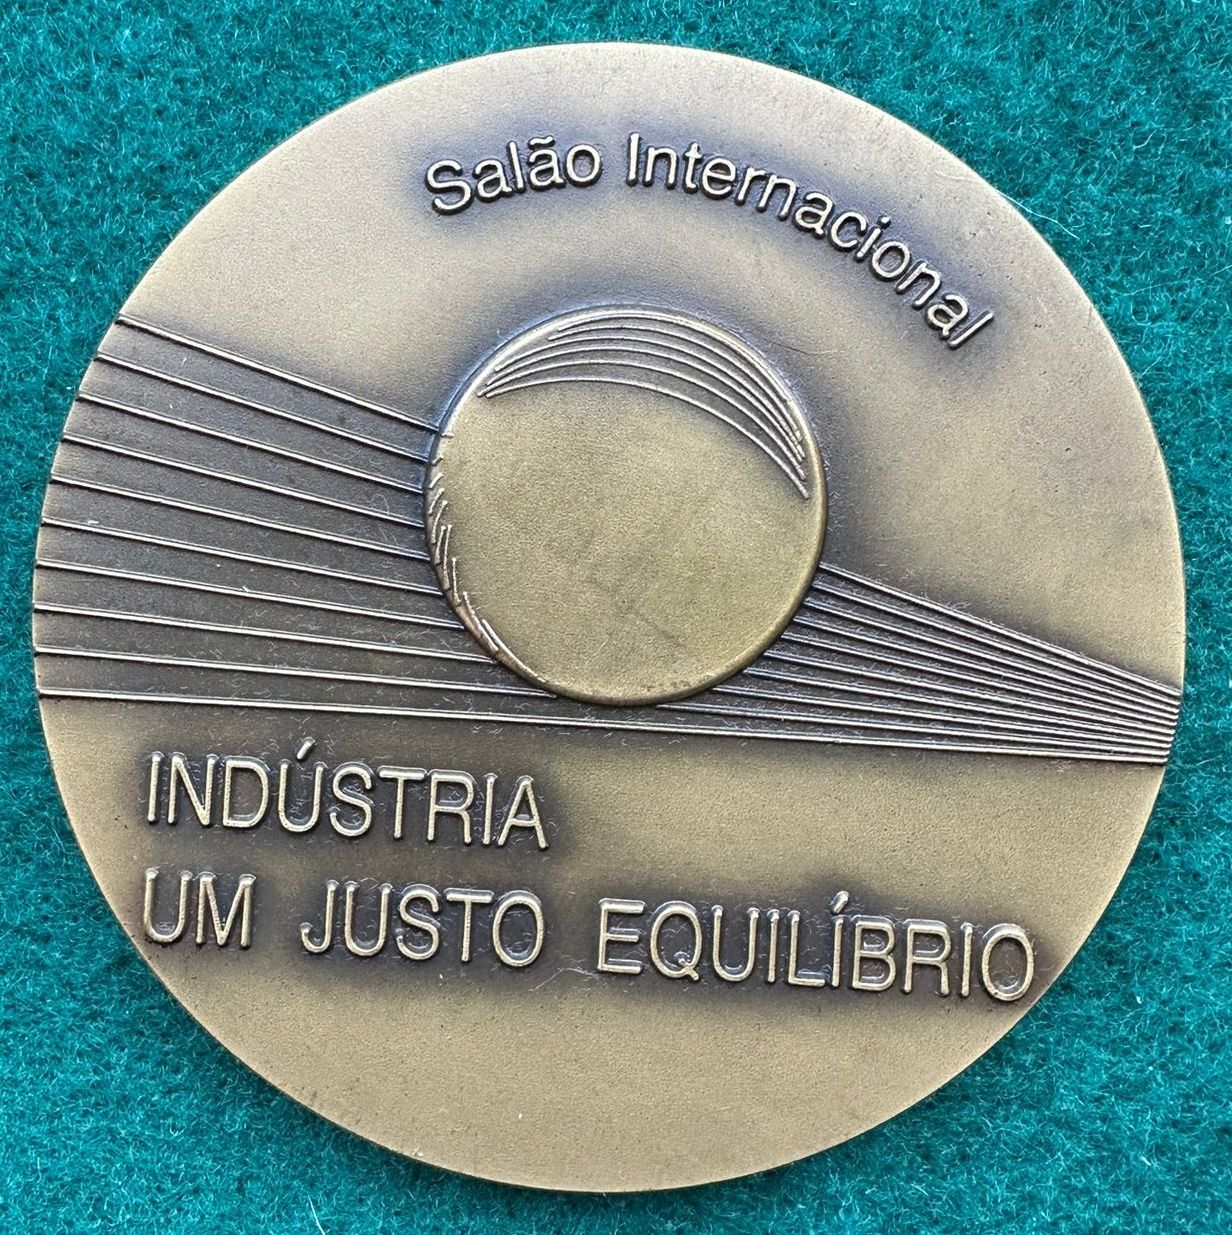 Salão Internacional
INDÚSTRIA
UM JUSTO EQUILÍBRIO